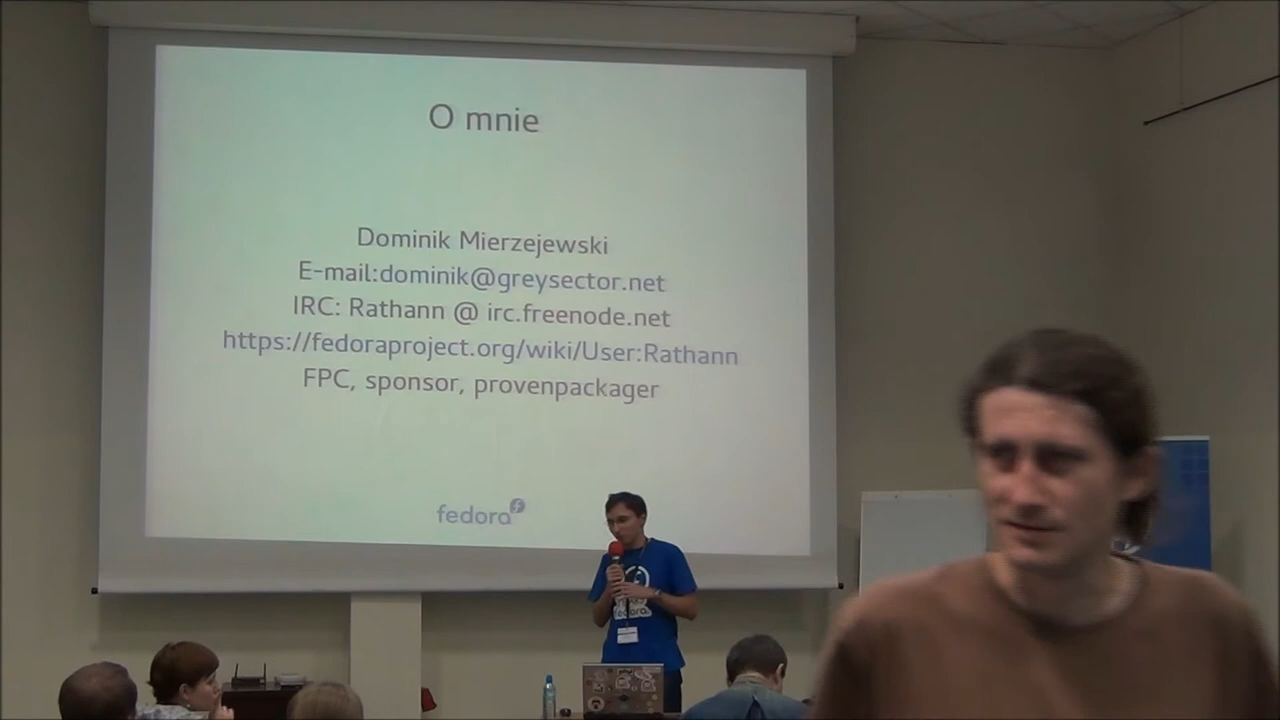 O mnie
Dominik Mierzejewski
E-mail:dominik@greysector.net
IRC: Rathann @ irc.freenode.net
https://fedoraproject.org/wiki/User:Rathann
FPC, sponsor, provenpackager
fedora
fedora